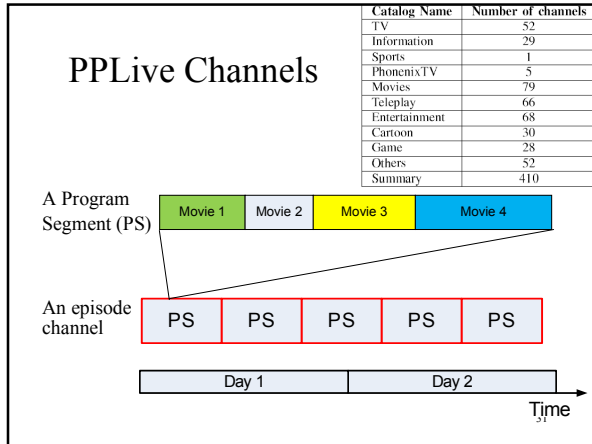 PPLive Channels
Catalog Name Number of channels
TV 52
Information 29
Sports 1
PhonenixTV 5
Movies 79
Teleplay 66
Entertainment 68
Cartoon 30
Game 28
Others 52
Summary 410
A Program
Segment (PS)
Movie 1 Movie 2 Movie 3 Movie 4
An episode
channel
PS PS PS PS PS
Day 1 Day 2
Time
31